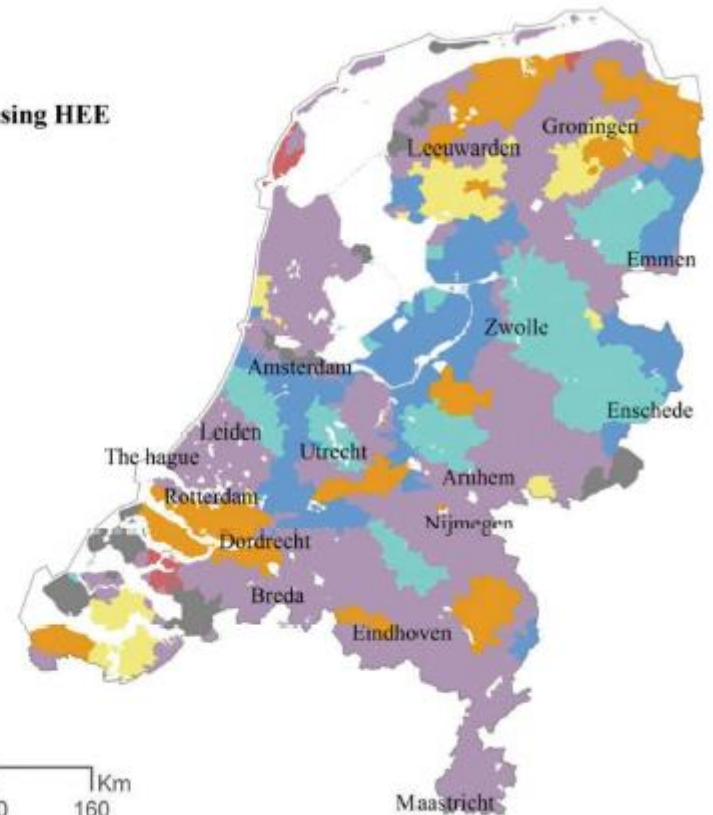 sing HEE
Groningen
Leeuwarden
Emmen
Zwolle
Amsterdam
Enschede
Leiden
Utrecht
The hague
Arnhem
Rotterdam
Nijmegen
Dordrecht
Breda
Eindhoven
Km
0 160
Maastricht